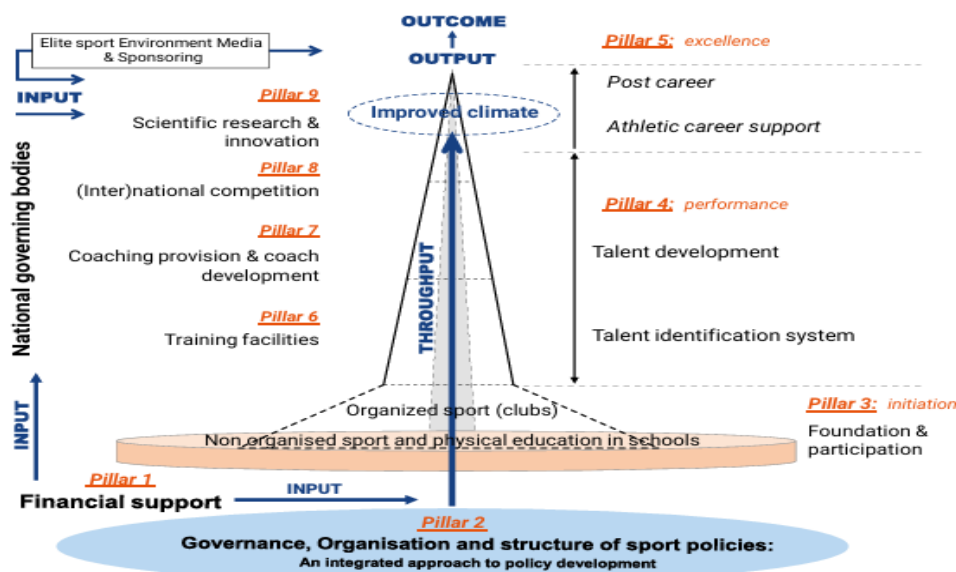 OUTCOME
OUTPUT
Elite sport Environment Media
& Sponsoring
INPUT
Pillar 9
Scientific research &
innovation
Pillar 8
(Inter)national competition
Pillar 7
Coaching provision & coach
development
Pillar 6
Training facilities
National governing bodies
INPUT
Improved climate
THROUGHPUT
Pillar 5: excellence
Post career
Athletic career support
Pillar 4: performance
Talent development
Talent identification system
Pillar 3: initiation
Foundation &
participation
Organized sport (clubs)
Non organised sport and physical education in schools
Pillar 1
Financial support
INPUT
Pillar 2
Governance, Organisation and structure of sport policies:
An integrated approach to policy development